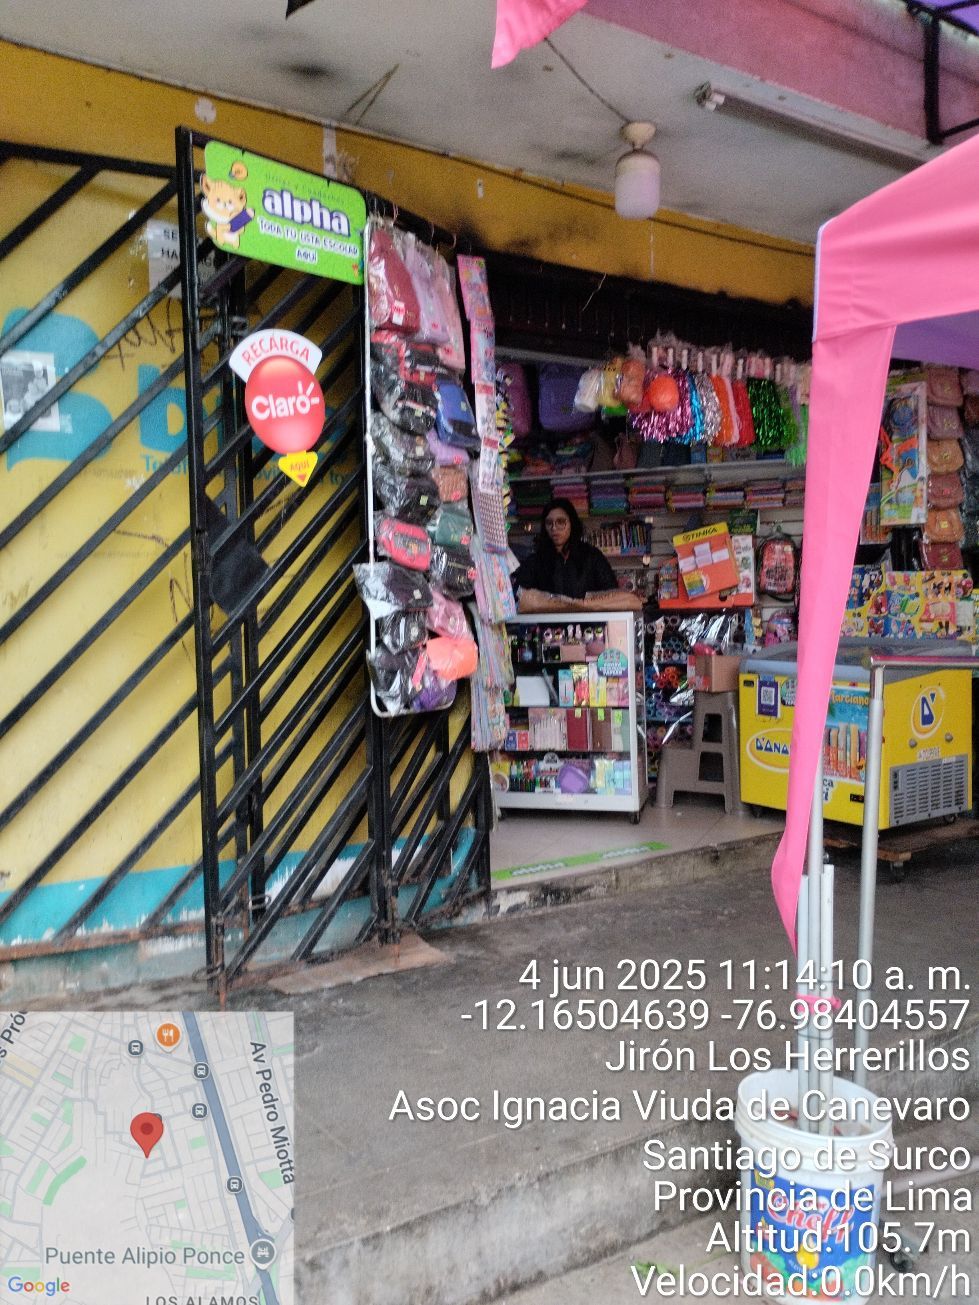 alpha
TODA TU LISTA ESCOLAR
AQUÍ
RECARGA
Claro
AQUÍ
TINKA
D
4 jun 2025 11:14:10 a. m.
-12.16504639 -76.98404557
Jirón Los Herrerillos
Asoc Ignacia Viuda de Canevaro
Santiago de Surco
Provincia de Lima
Altitud:105.7m
Velocidad:0.0km/h
Av Pedro Miotta
Puente Alipio Ponce
Google
LOS ALAMOS